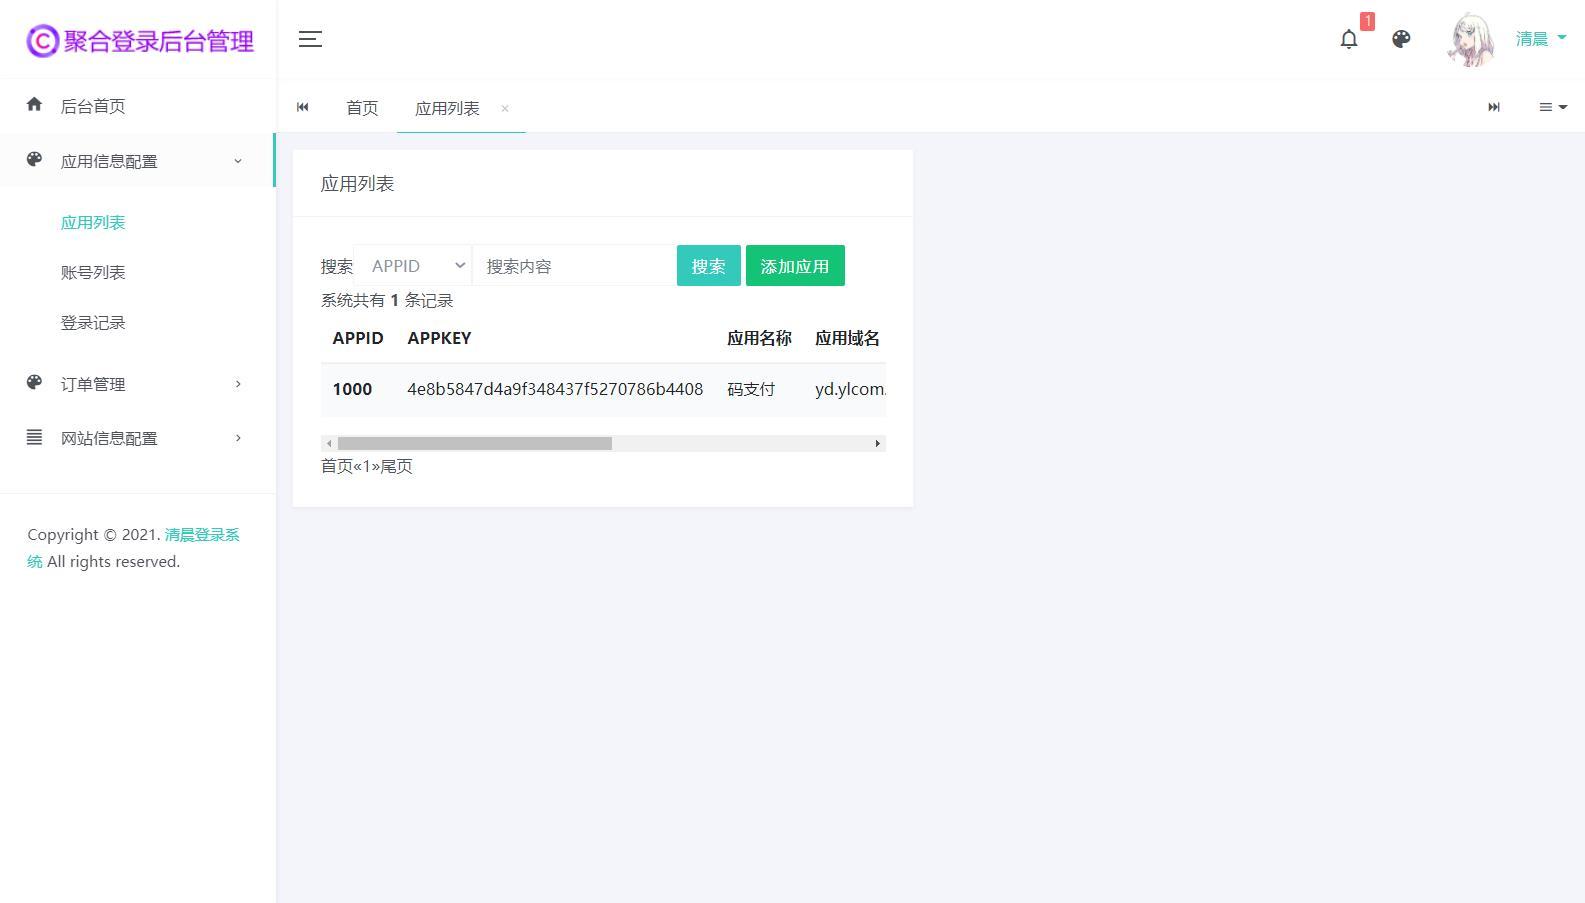 聚合登录后台管理
1
清晨
后台首页
应用信息配置
应用列表
账号列表
登录记录
订单管理
网站信息配置
Copyright © 2021. 清晨登录系
统 All rights reserved.
首页 应用列表 ×
应用列表
搜索 APPID 搜索内容 搜索 添加应用
系统共有 1 条记录
APPID APPKEY 应用名称 应用域名
1000 4e8b5847d4a9f348437f5270786b4408 码支付 yd.ylcom.
首页«1»尾页